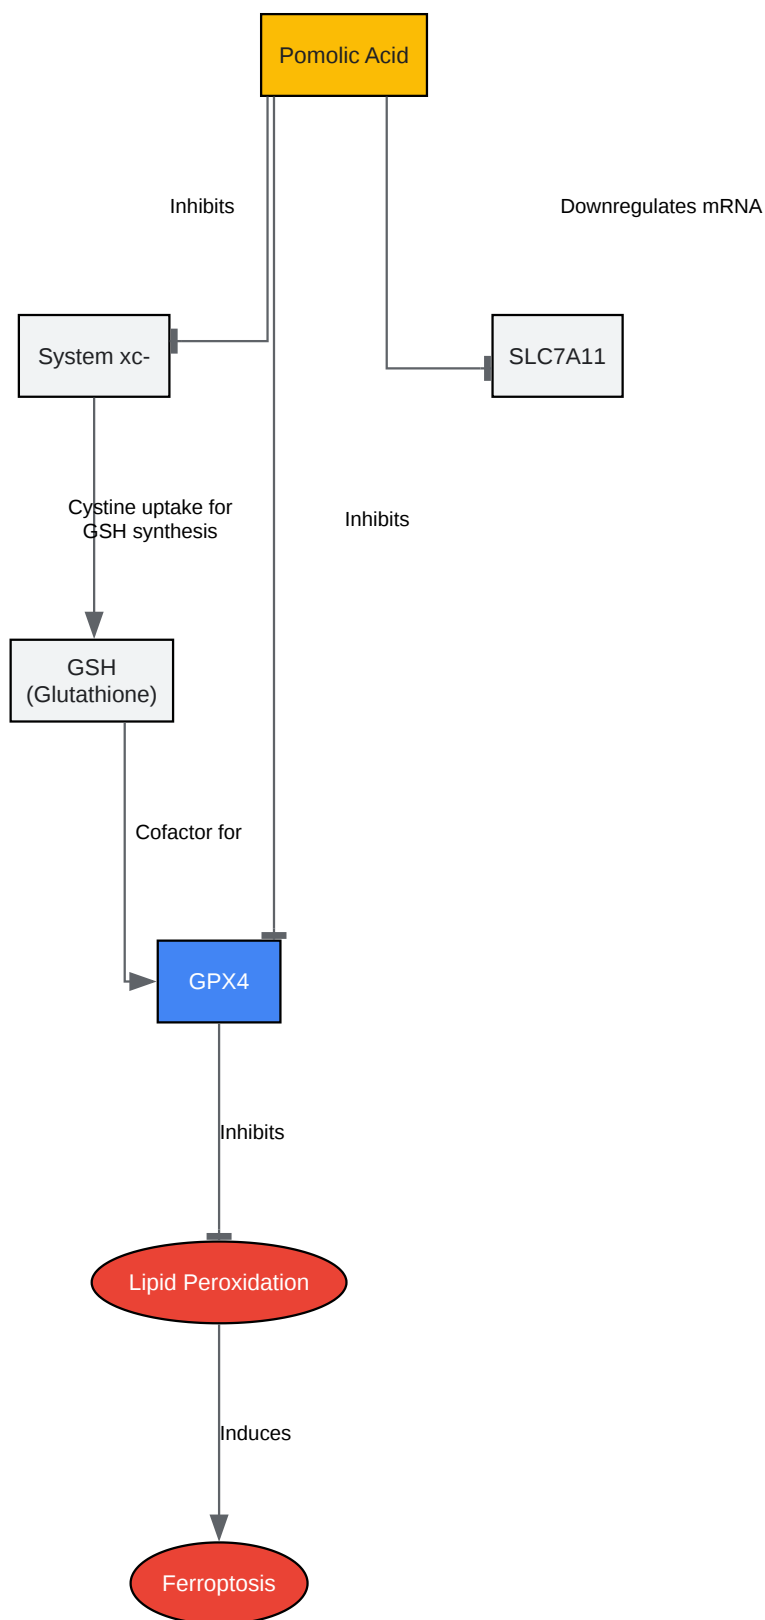 Pomolic Acid
Inhibits
Downregulates mRNA
System xc-
SLC7A11
Cystine uptake for
GSH synthesis
Inhibits
GSH
(Glutathione)
Cofactor for
GPX4
Inhibits
Lipid Peroxidation
Induces
Ferroptosis